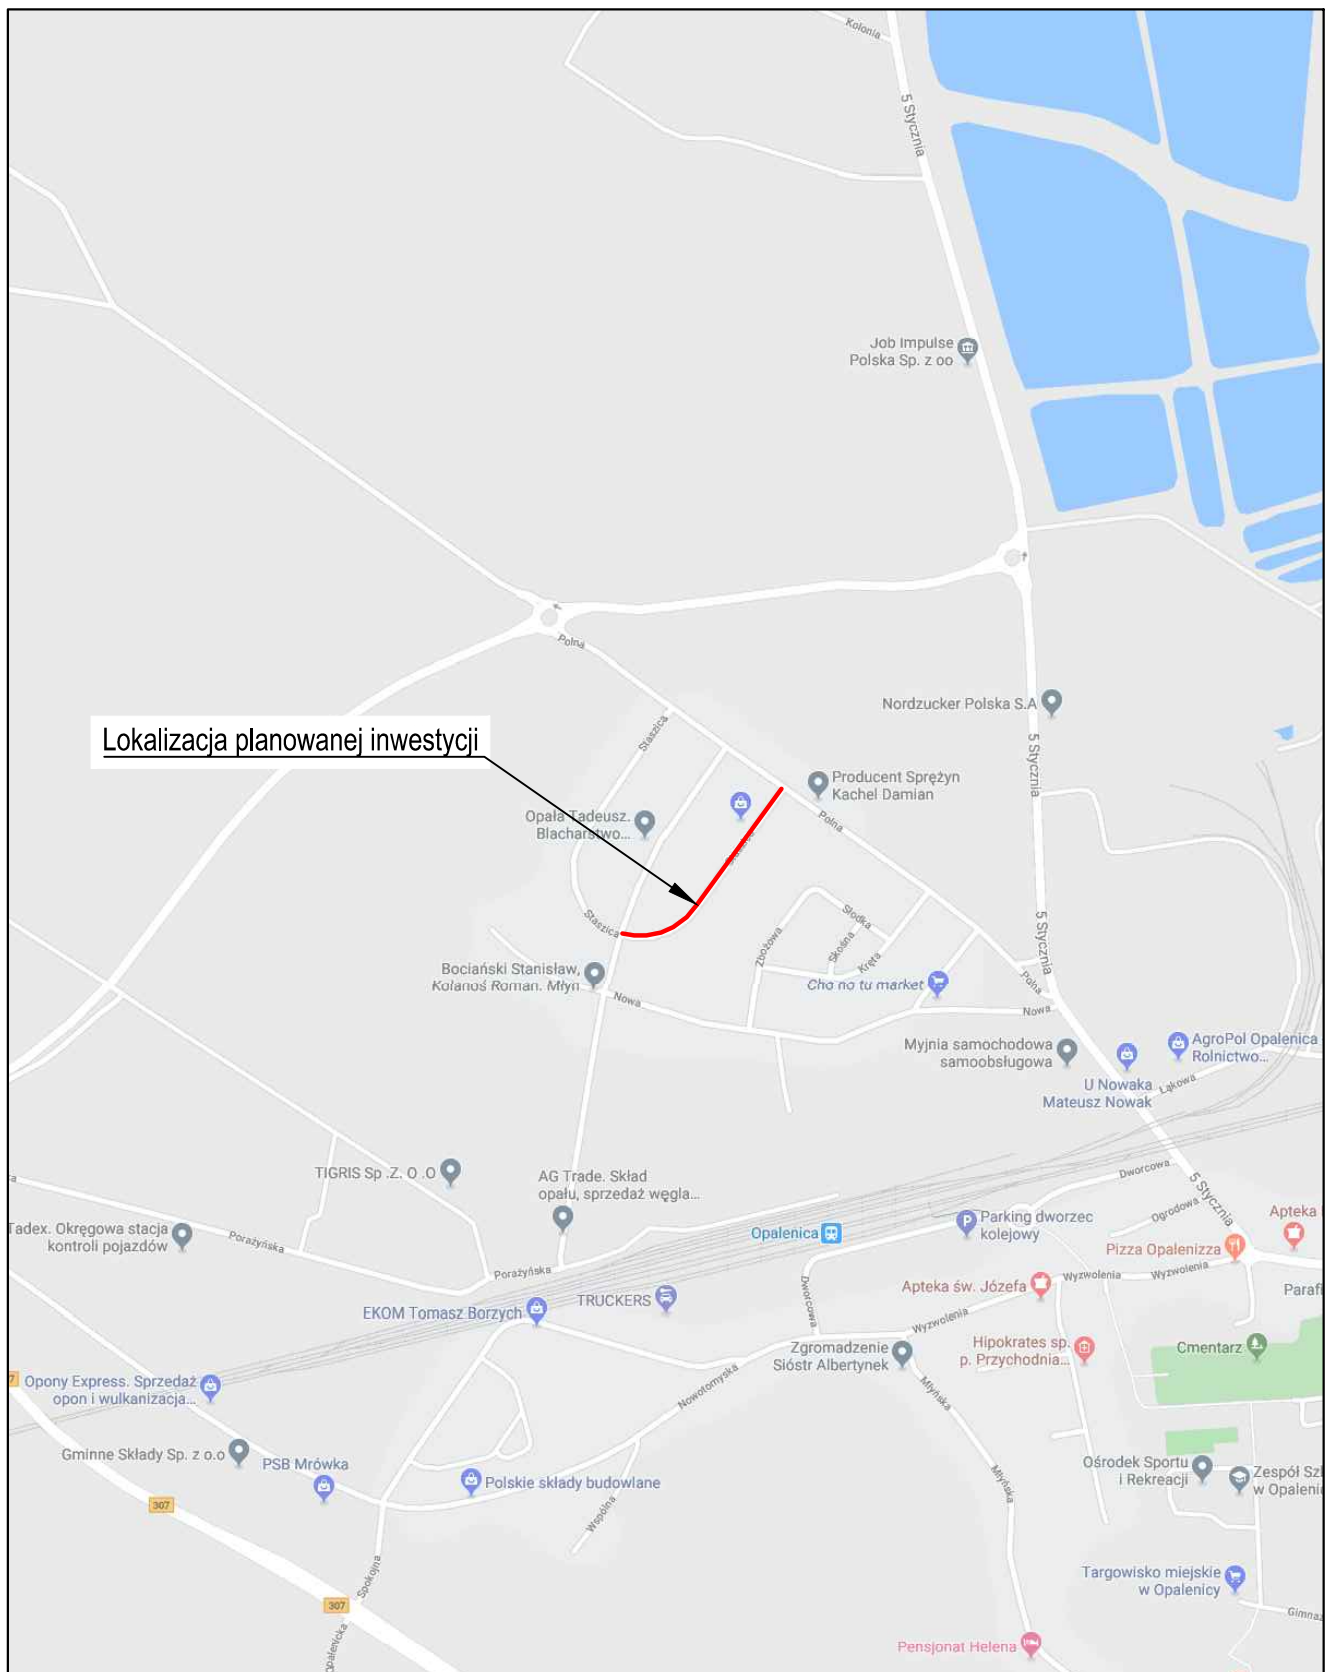 Kolonia
5 Stycznia
Job Impulse
Polska Sp. z oo
Polna
Nordzucker Polska S.A
Staszica
5 Stycznia
Lokalizacja planowanej inwestycji
Producent Sprężyn
Kachel Damian
Opała Tadeusz.
Blacharstwo...
Polna
Słodka
Staszica
Zbożowa
Skośna
Kręta
5 Stycznia
Bociański Stanisław,
Kolanoś Roman. Młyn
Cho no tu market
Polna
Nowa
Nowa
Myjnia samochodowa
samoobsługowa
AgroPol Opalenica
Rolnictwo...
U Nowaka
Mateusz Nowak
Łąkowa
TIGRIS Sp .Z. O .O
AG Trade. Skład
opału, sprzedaż węgla...
Dworcowa
5 Stycznia
Ogrodowa
Tadex. Okręgowa stacja
kontroli pojazdów
Porażyńska
Opalenica
Parking dworzec
kolejowy
Apteka
Pizza Opalenizza
Porażyńska
Dworcowa
Apteka św. Józefa
Wyzwolenia
Wyzwolenia
EKOM Tomasz Borzych
TRUCKERS
Parafi
Wyzwolenia
Zgromadzenie
Sióstr Albertynek
Hipokrates sp.
p. Przychodnia...
Cmentarz
7
Opony Express. Sprzedaż
opon i wulkanizacja...
Nowotomyska
Młyńska
Gminne Składy Sp. z o.o
PSB Mrówka
Polskie składy budowlane
Młyńska
Ośrodek Sportu
i Rekreacji
Zespół Szk
w Opaleni
307
Wspólna
Spokojna
Targowisko miejskie
w Opalenicy
307
Gimnaz
Opalenicka
Pensjonat Helena